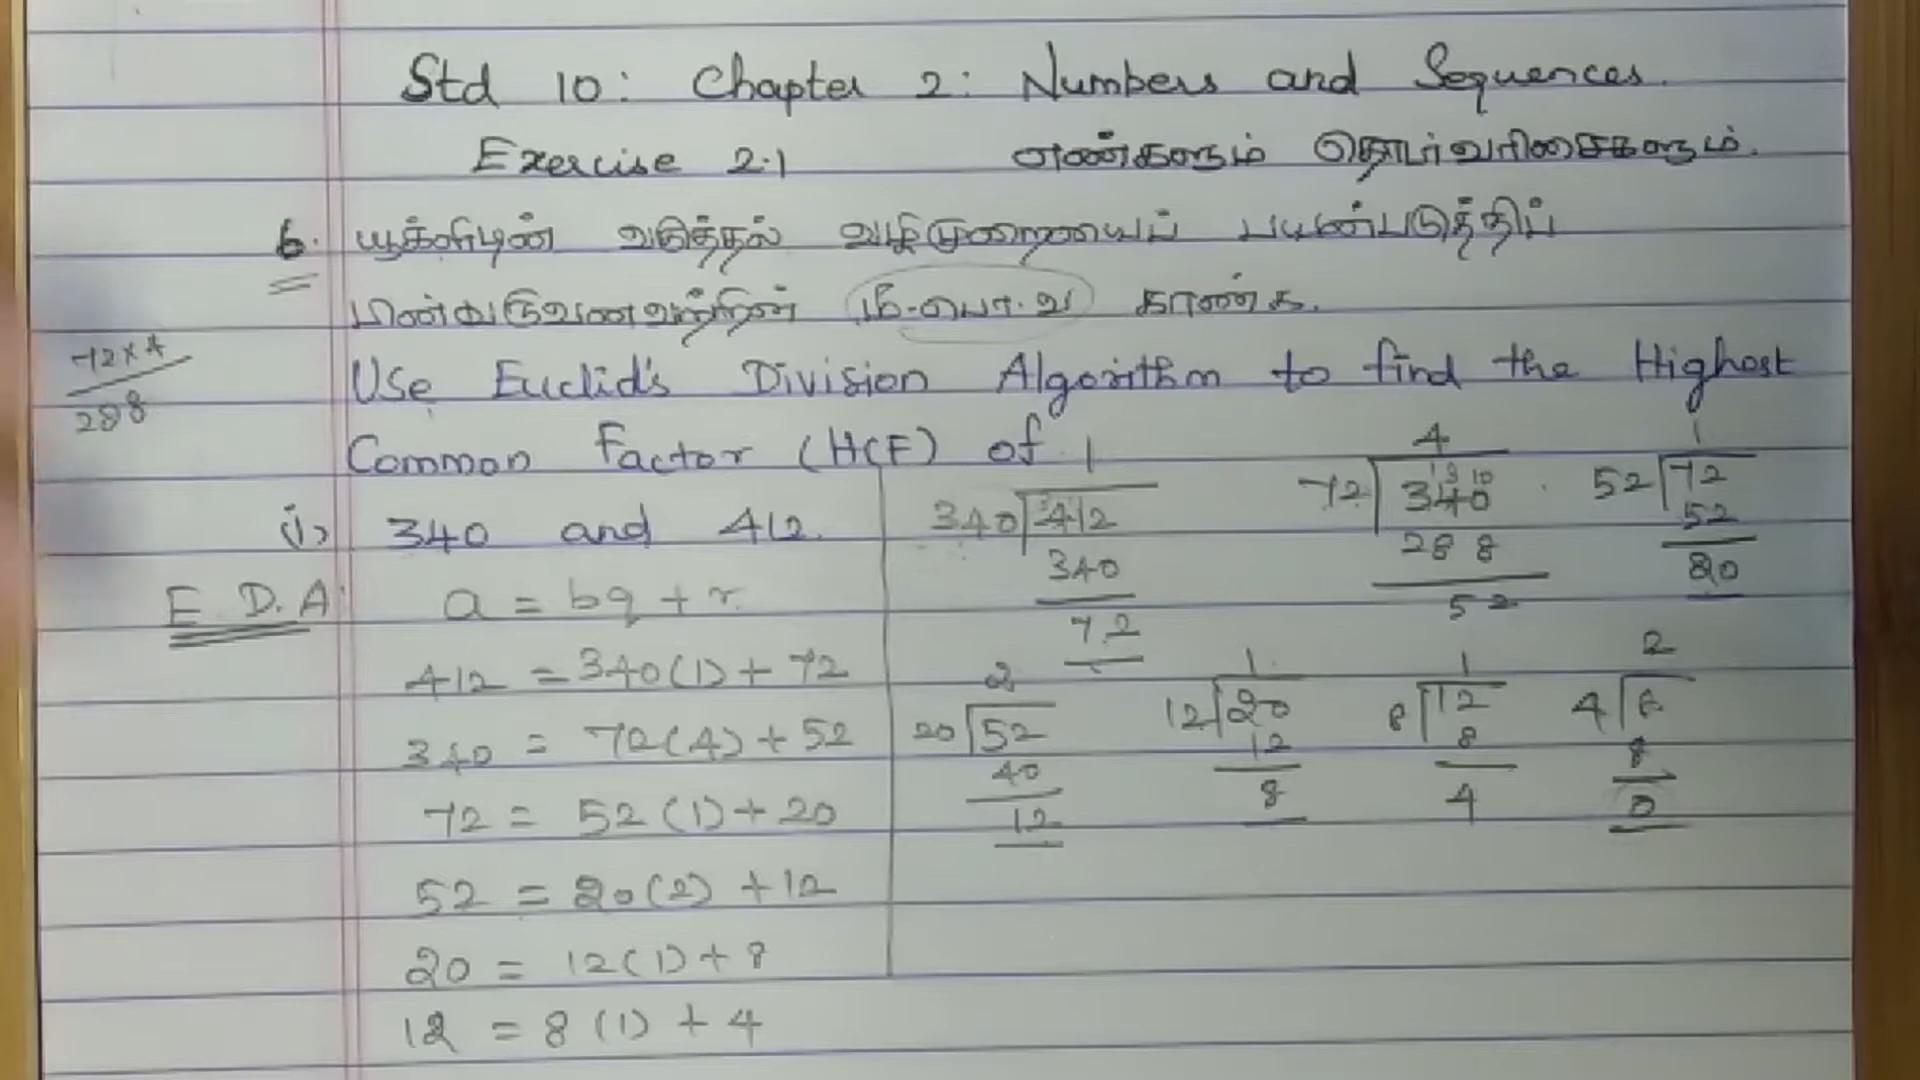 Std 10: Chapter 2: Numbers and Sequences.
Exercise 2.1 எண்களும் தொடர்வரிசைகளும்.
6. யூக்ளிடின் வகுத்தல் வழிமுறையைப் பயன்படுத்திப்
பின்வருவனவற்றின் மீ.பொ.வ காண்க.
72×4
288
Use Euclid's Division Algorithm to find the Highest
Common Factor (HCF) of
(i) 340 and 412.
E.D.A: a = bq + r
412 = 340(1) + 72
340 = 72(4) + 52
72 = 52(1) + 20
52 = 20(2) + 12
20 = 12(1) + 8
12 = 8(1) + 4
1
340 412
340
72
4
13 10
72 340
288
52
1
52 72
52
20
2
20 52
40
12
1
12 20
12
8
1
8 12
8
4
2
4 8
8
0